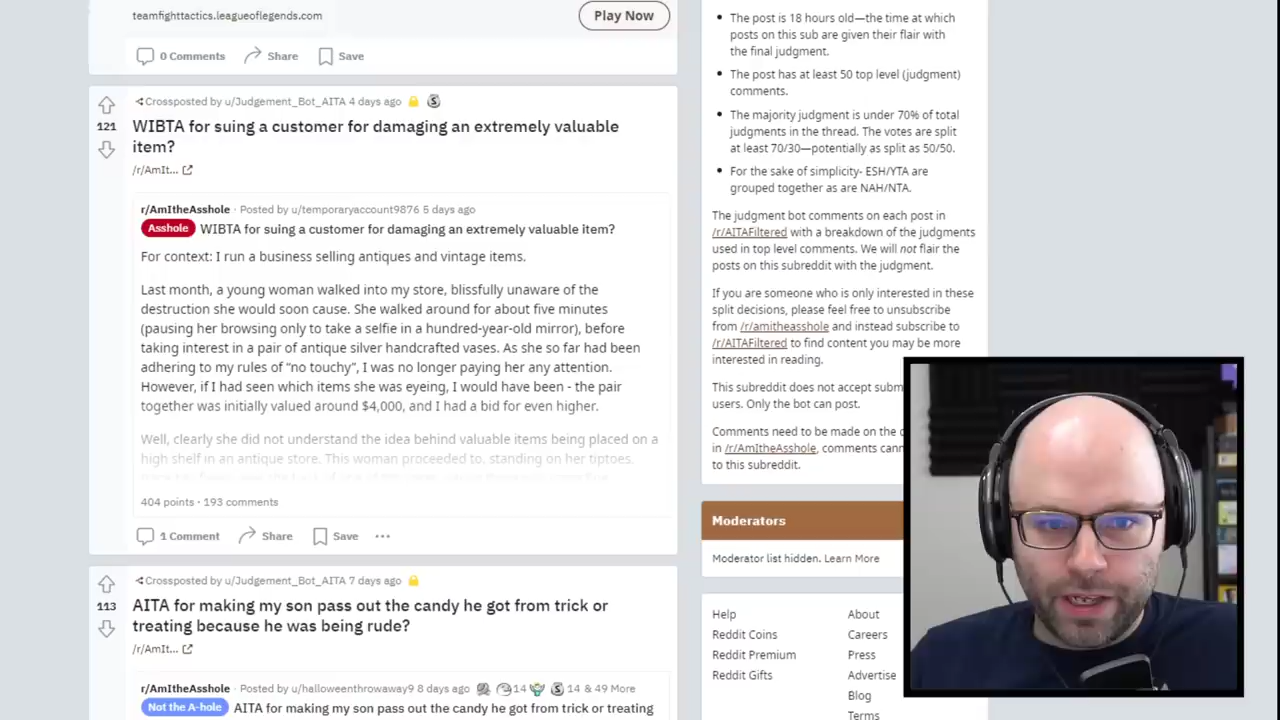 teamfighttactics.leagueoflegends.com
Play Now
0 Comments
Share
Save
Crossposted by u/Judgement_Bot_AITA 4 days ago
121
WIBTA for suing a customer for damaging an extremely valuable
item?
/r/AmIt...
r/AmItheAsshole · Posted by u/temporaryaccount9876 5 days ago
Asshole WIBTA for suing a customer for damaging an extremely valuable item?
For context: I run a business selling antiques and vintage items.
Last month, a young woman walked into my store, blissfully unaware of the
destruction she would soon cause. She walked around for about five minutes
(pausing her browsing only to take a selfie in a hundred-year-old mirror), before
taking interest in a pair of antique silver handcrafted vases. As she so far had been
adhering to my rules of “no touchy”, I was no longer paying her any attention.
However, if I had seen which items she was eyeing, I would have been - the pair
together was initially valued around $4,000, and I had a bid for even higher.
Well, clearly she did not understand the idea behind valuable items being placed on a
high shelf in an antique store. This woman proceeded to, standing on her tiptoes,
404 points · 193 comments
1 Comment
Share
Save
Crossposted by u/Judgement_Bot_AITA 7 days ago
113
AITA for making my son pass out the candy he got from trick or
treating because he was being rude?
/r/AmIt...
r/AmItheAsshole · Posted by u/halloweenthrowaway9 8 days ago 14 14 & 49 More
Not the A-hole AITA for making my son pass out the candy he got from trick or treating
The post is 18 hours old—the time at which
posts on this sub are given their flair with
the final judgment.
The post has at least 50 top level (judgment)
comments.
The majority judgment is under 70% of total
judgments in the thread. The votes are split
at least 70/30—potentially as split as 50/50.
For the sake of simplicity- ESH/YTA are
grouped together as are NAH/NTA.
The judgment bot comments on each post in
/r/AITAFiltered with a breakdown of the judgments
used in top level comments. We will not flair the
posts on this subreddit with the judgment.
If you are someone who is only interested in these
split decisions, please feel free to unsubscribe
from /r/amitheasshole and instead subscribe to
/r/AITAFiltered to find content you may be more
interested in reading.
This subreddit does not accept subm
users. Only the bot can post.
Comments need to be made on the
in /r/AmItheAsshole, comments
to this subreddit.
Moderators
Moderator list hidden. Learn More
Help
About
Reddit Coins
Careers
Reddit Premium
Press
Reddit Gifts
Advertise
Blog
Terms